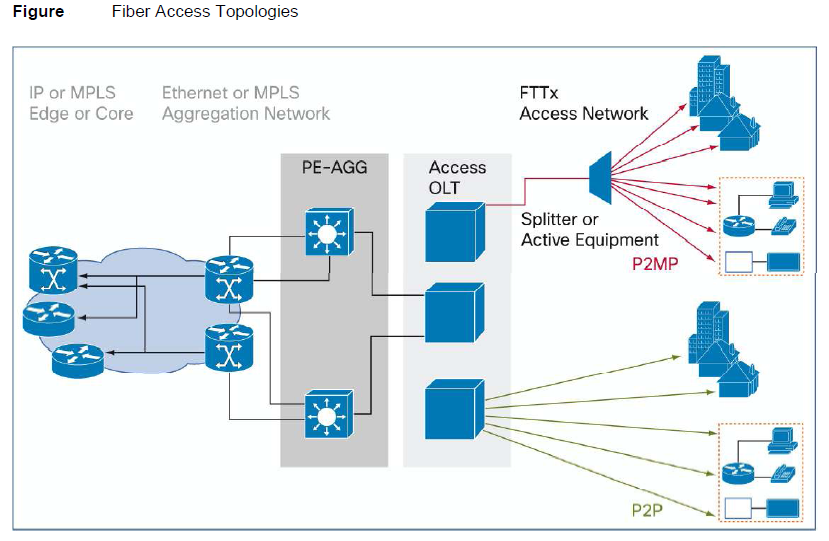 Figure Fiber Access Topologies
IP or MPLS
Edge or Core
Ethernet or MPLS
Aggregation Network
PE-AGG
Access
OLT
FTTx
Access Network
Splitter or
Active Equipment
P2MP
P2P